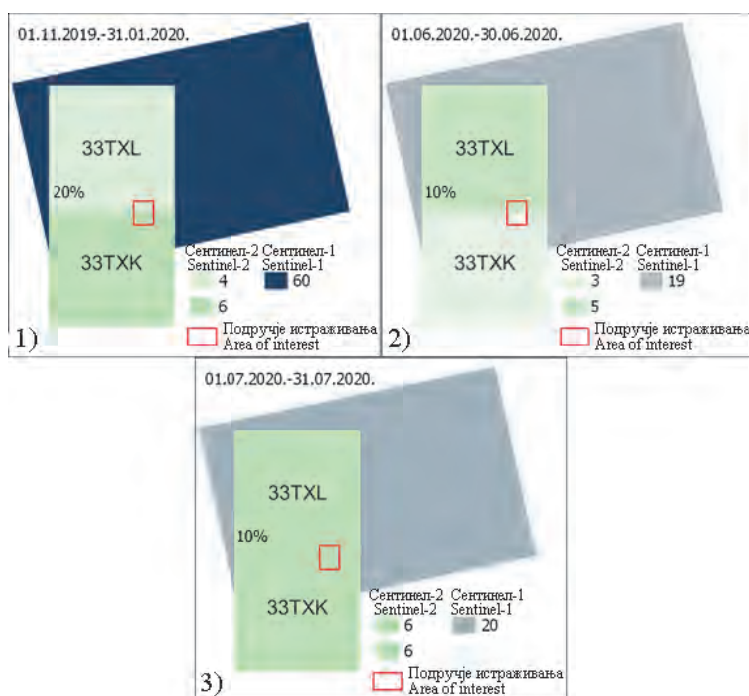 01.11.2019.-31.01.2020.
33TXL
20%
33TXK
Сентинел-2 Сентинел-1
Sentinel-2 Sentinel-1
4 60
6
Подручје истраживања
Area of interest
1)
01.06.2020.-30.06.2020.
33TXL
10%
33TXK
Сентинел-2 Сентинел-1
Sentinel-2 Sentinel-1
3 19
5
Подручје истраживања
Area of interest
2)
01.07.2020.-31.07.2020.
33TXL
10%
33TXK
Сентинел-2 Сентинел-1
Sentinel-2 Sentinel-1
6 20
6
Подручје истраживања
Area of interest
3)